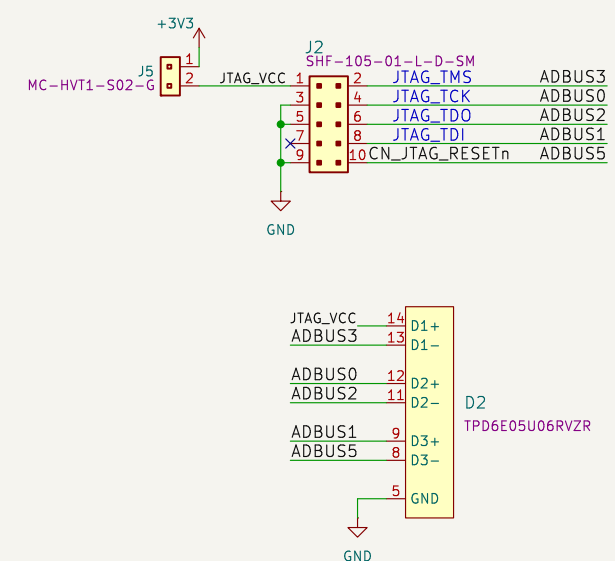 +3V3
J5
MC-HVT1-S02-G
1
2
JTAG_VCC
J2
SHF-105-01-L-D-SM
1 2 JTAG_TMS ADBUS3
3 4 JTAG_TCK ADBUS0
5 6 JTAG_TDO ADBUS2
7 8 JTAG_TDI ADBUS1
9 10 CN_JTAG_RESETn ADBUS5
GND
JTAG_VCC 14 D1+
ADBUS3 13 D1-
ADBUS0 12 D2+
ADBUS2 11 D2-
ADBUS1 9 D3+
ADBUS5 8 D3-
5 GND
D2
TPD6E05U06RVZR
GND